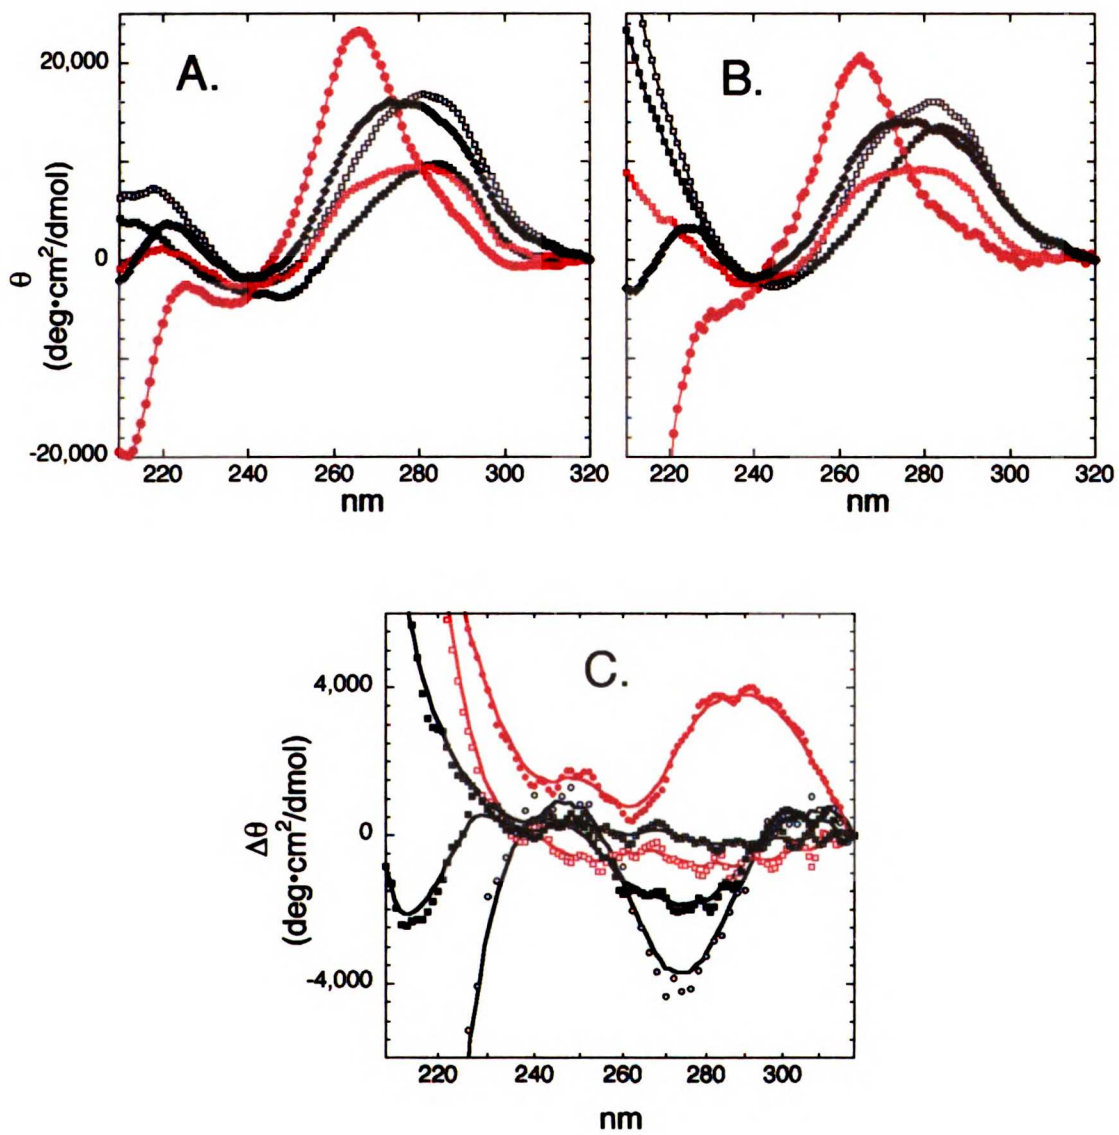 A.
B.
20,000
0
-20,000
θ
(deg•cm²/dmol)
220 240 260 280 300 320
220 240 260 280 300 320
nm
nm
C.
4,000
0
-4,000
Δθ
(deg•cm²/dmol)
220 240 260 280 300
nm